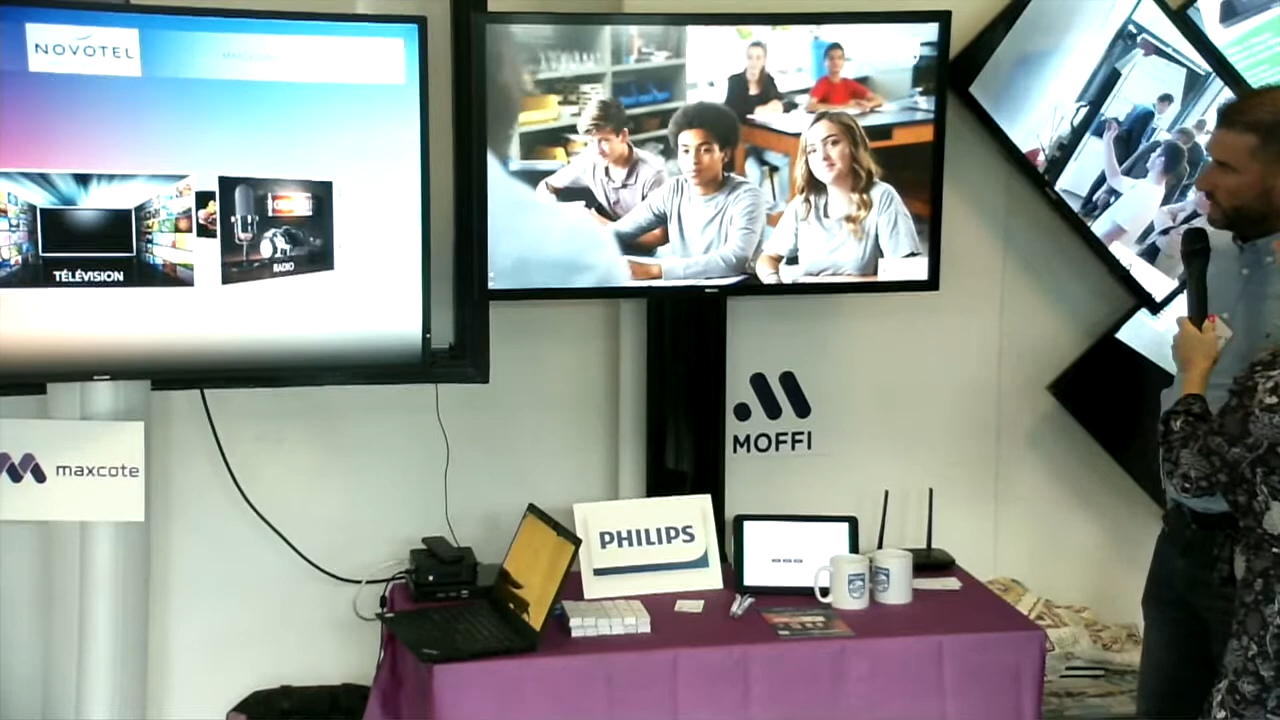 NOVOTEL
TÉLÉVISION
RADIO
maxcote
MOFFI
PHILIPS